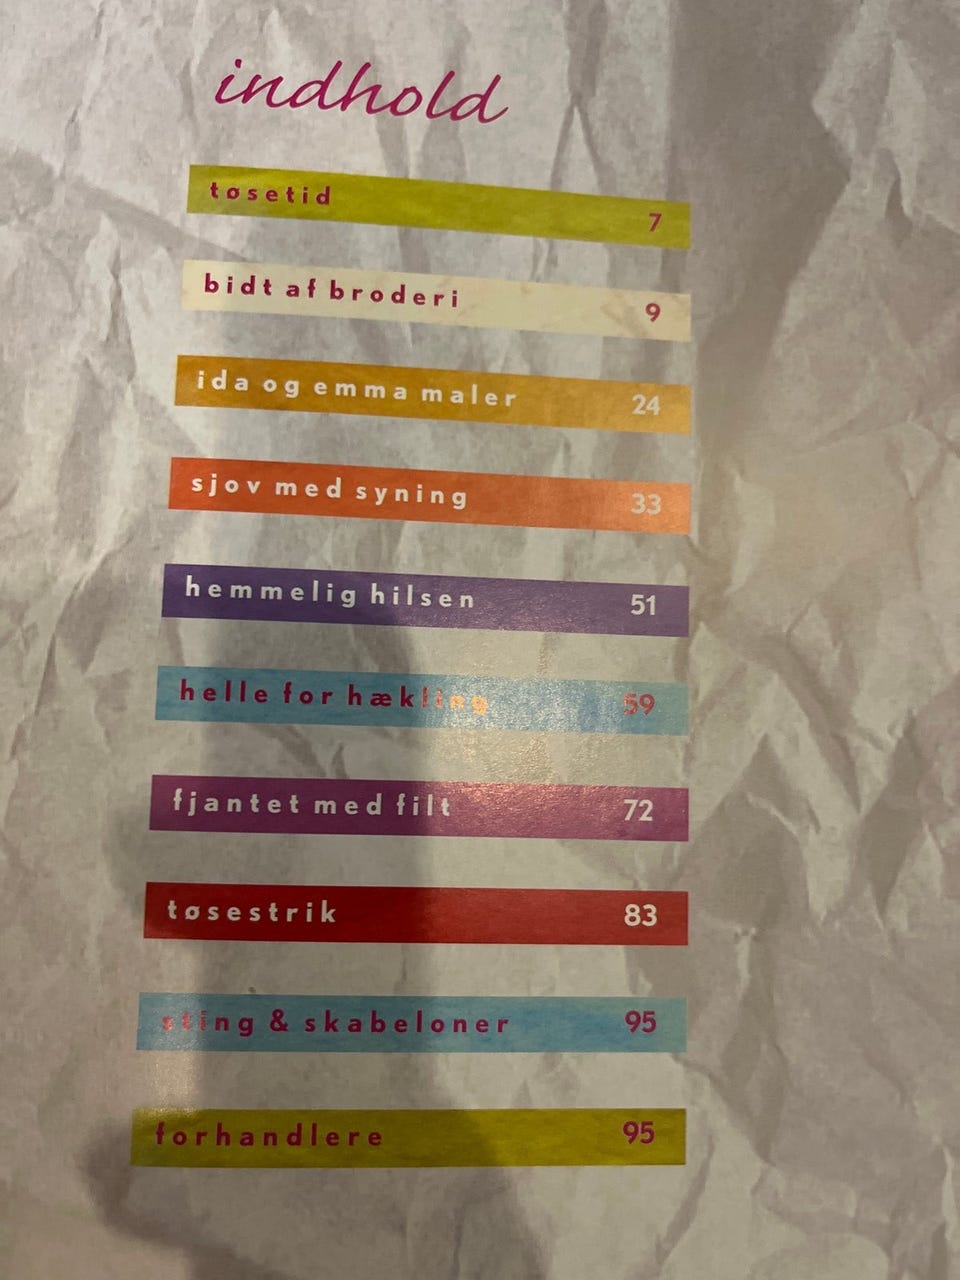 indhold
tøsetid 7
bidt af broderi 9
ida og emma maler 24
sjov med syning 33
hemmelig hilsen 51
helle for hækling 59
fjantet med filt 72
tøsestrik 83
sting & skabeloner 95
forhandlere 95